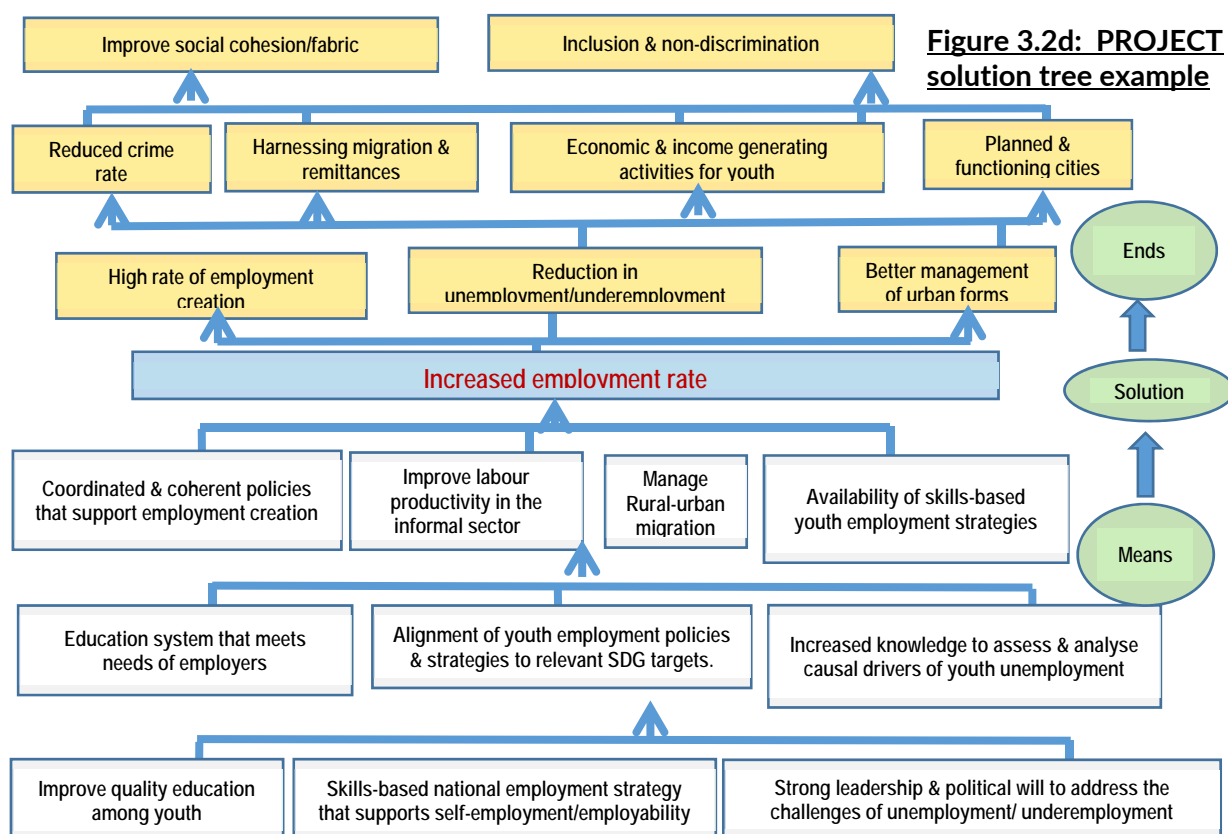 Improve social cohesion/fabric
Inclusion & non-discrimination
Figure 3.2d: PROJECT
solution tree example
Reduced crime
rate
Harnessing migration &
remittances
Economic & income generating
activities for youth
Planned &
functioning cities
Ends
High rate of employment
creation
Reduction in
unemployment/underemployment
Better management
of urban forms
Increased employment rate
Solution
Coordinated & coherent policies
that support employment creation
Improve labour
productivity in the
informal sector
Manage
Rural-urban
migration
Availability of skills-based
youth employment strategies
Means
Education system that meets
needs of employers
Alignment of youth employment policies
& strategies to relevant SDG targets.
Increased knowledge to assess & analyse
causal drivers of youth unemployment
Improve quality education
among youth
Skills-based national employment strategy
that supports self-employment/employability
Strong leadership & political will to address the
challenges of unemployment/ underemployment